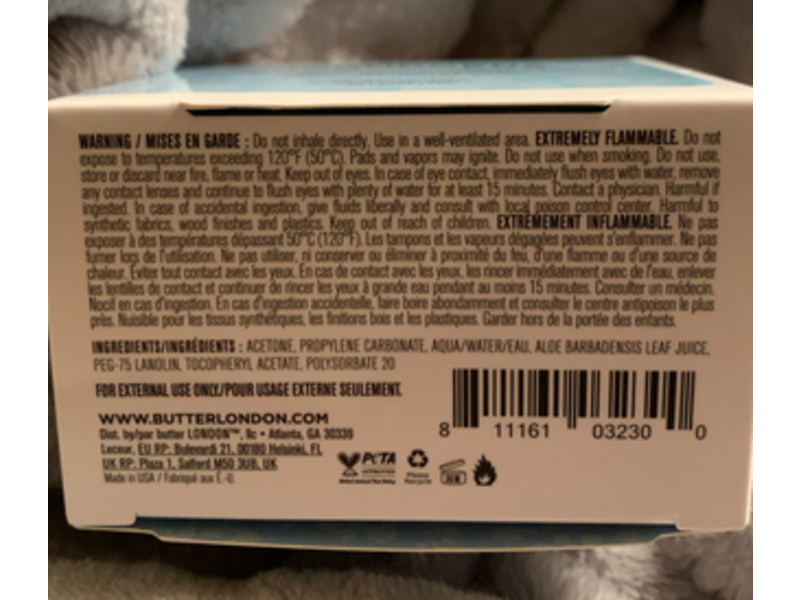 WARNING / MISES EN GARDE : Do not inhale directly. Use in a well-ventilated area. EXTREMELY FLAMMABLE. Do not
expose to temperatures exceeding 120°F (50°C). Pads and vapors may ignite. Do not use when smoking. Do not use,
store or discard near fire, flame or heat. Keep out of eyes. In case of eye contact, immediately flush eyes with water, remove
any contact lenses and continue to flush eyes with plenty of water for at least 15 minutes. Contact a physician. Harmful if
ingested. In case of accidental ingestion, give fluids liberally and consult with local poison control center. Harmful to
synthetic fabrics, wood finishes and plastics. Keep out of reach of children. EXTREMEMENT INFLAMMABLE. Ne pas
exposer à des températures dépassant 50°C (120°F). Les tampons et les vapeurs dégagées peuvent s'enflammer. Ne pas
fumer lors de l'utilisation. Ne pas utiliser, ni conserver ou éliminer à proximité du feu, d'une flamme ou d'une source de
chaleur. Éviter tout contact avec les yeux. En cas de contact avec les yeux, les rincer immédiatement avec de l'eau, enlever
les lentilles de contact et continuer de rincer les yeux à grande eau pendant au moins 15 minutes. Consulter un médecin.
Nocif en cas d'ingestion. En cas d'ingestion accidentelle, faire boire abondamment et consulter le centre antipoison le plus
près. Nuisible pour les tissus synthétiques, les finitions bois et les plastiques. Garder hors de la portée des enfants.
INGREDIENTS/INGRÉDIENTS : ACETONE, PROPYLENE CARBONATE, AQUA/WATER/EAU, ALOE BARBADENSIS LEAF JUICE,
PEG-75 LANOLIN, TOCOPHERYL ACETATE, POLYSORBATE 20
FOR EXTERNAL USE ONLY/POUR USAGE EXTERNE SEULEMENT.
WWW.BUTTERLONDON.COM
Dist. by/par butter LONDON™, llc • Atlanta, GA 30339
Leceur, EU RP: Bulevardi 21, 00180 Helsinki, FL
UK RP: Plaza 1, Salford M50 3UB, UK
Made in USA / Fabriqué aux É.-U.
PETA
APPROVED
Please
Recycle
8 11161 03230 0